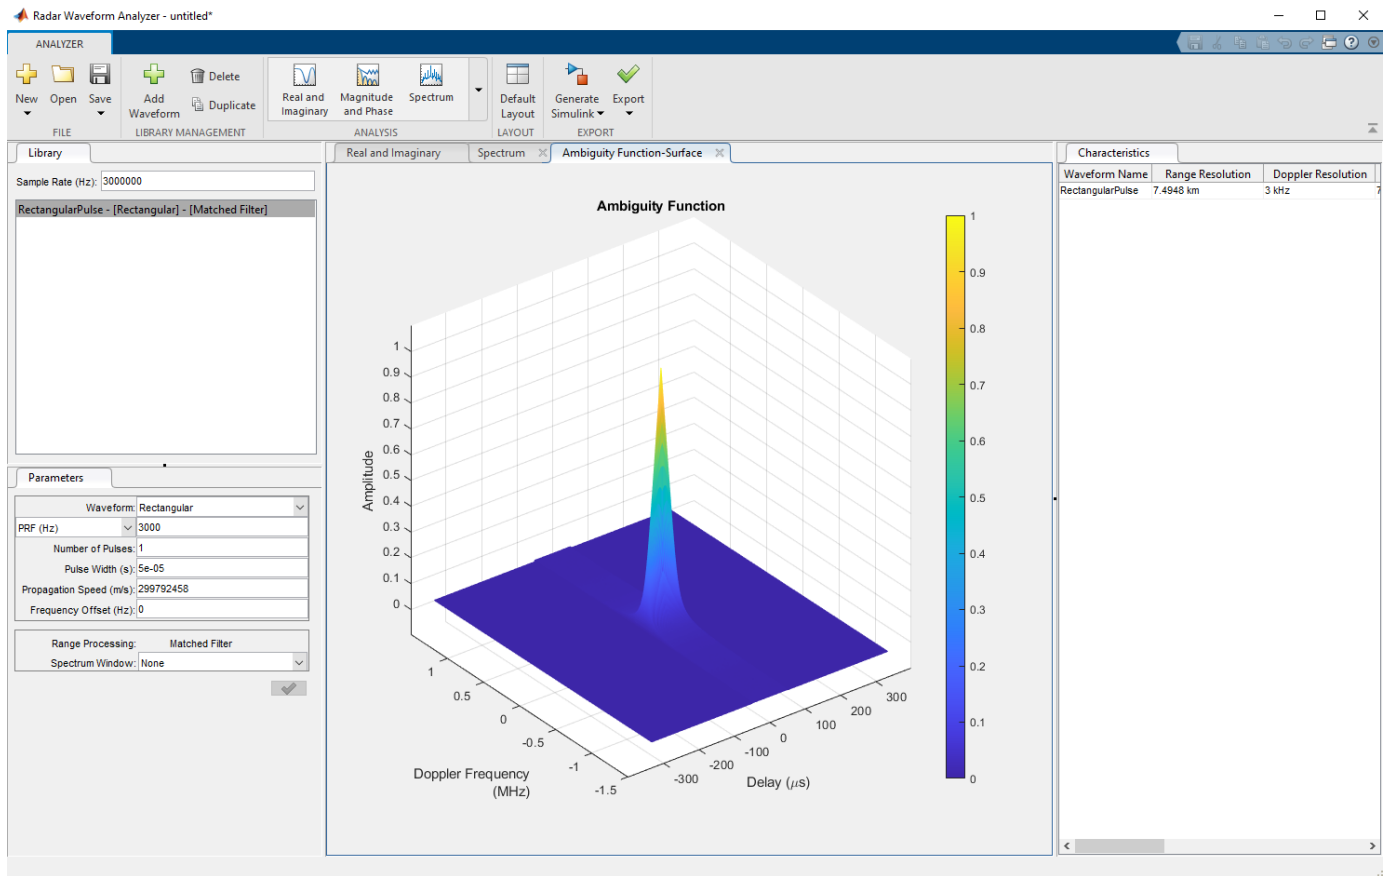 Radar Waveform Analyzer - untitled*
ANALYZER
New
Open
Save
FILE
Add
Waveform
Delete
Duplicate
LIBRARY MANAGEMENT
Real and
Imaginary
Magnitude
and Phase
Spectrum
ANALYSIS
Default
Layout
LAYOUT
Generate
Simulink
Export
EXPORT
Library
Sample Rate (Hz): 3000000
RectangularPulse - [Rectangular] - [Matched Filter]
Parameters
Waveform: Rectangular
PRF (Hz) 3000
Number of Pulses: 1
Pulse Width (s): 5e-05
Propagation Speed (m/s): 299792458
Frequency Offset (Hz): 0
Range Processing: Matched Filter
Spectrum Window: None
Real and Imaginary
Spectrum
Ambiguity Function-Surface
Ambiguity Function
1
0.9
0.8
0.7
0.6
0.5
0.4
0.3
0.2
0.1
0
Amplitude
1
0.5
0
-0.5
-1
-1.5
Doppler Frequency
(MHz)
-300
-200
-100
0
100
200
300
Delay (μs)
1
0.9
0.8
0.7
0.6
0.5
0.4
0.3
0.2
0.1
0
Characteristics
Waveform Name Range Resolution Doppler Resolution
RectangularPulse 7.4948 km 3 kHz 7